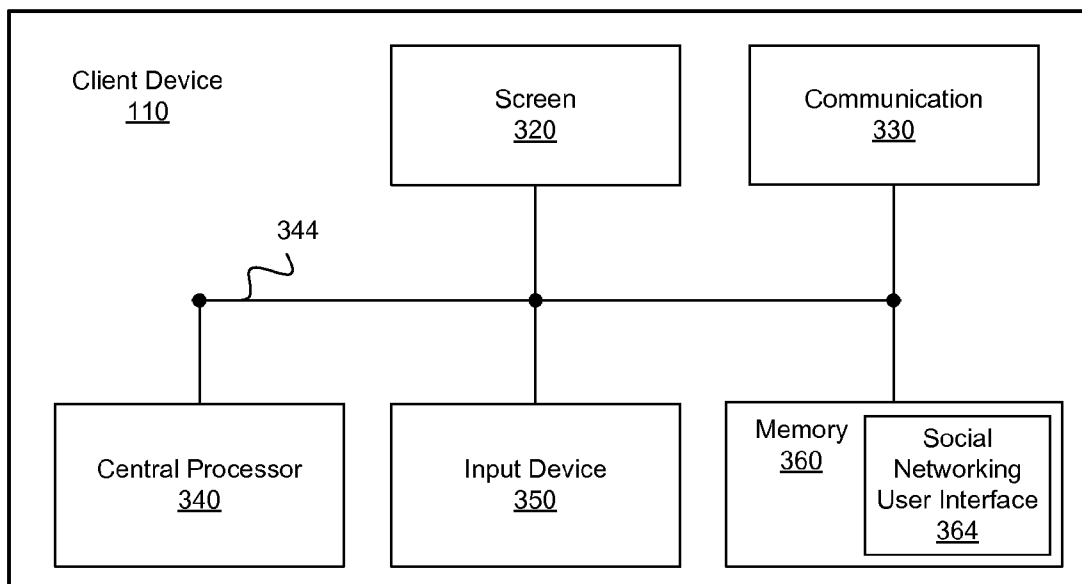 Client Device
110
Screen
320
Communication
330
344
Central Processor
340
Input Device
350
Memory
360
Social
Networking
User Interface
364